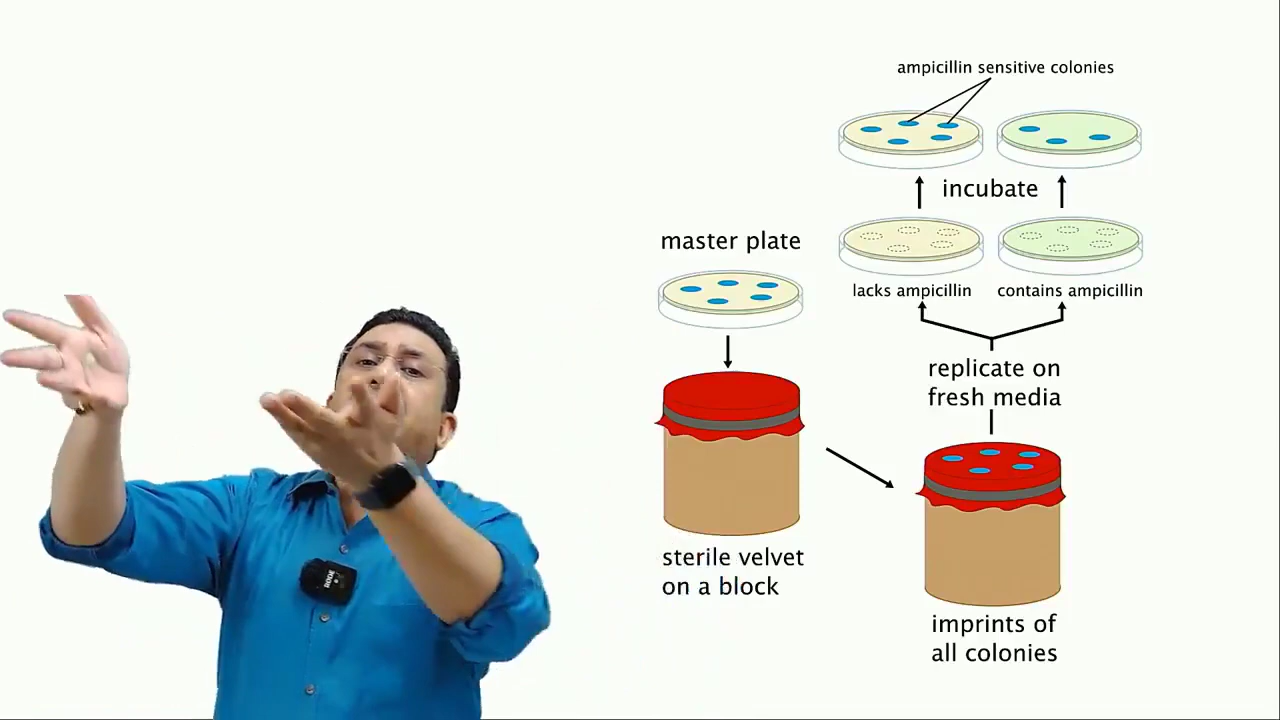 ampicillin sensitive colonies
incubate
master plate
lacks ampicillin
contains ampicillin
replicate on
fresh media
sterile velvet
on a block
imprints of
all colonies
RODE